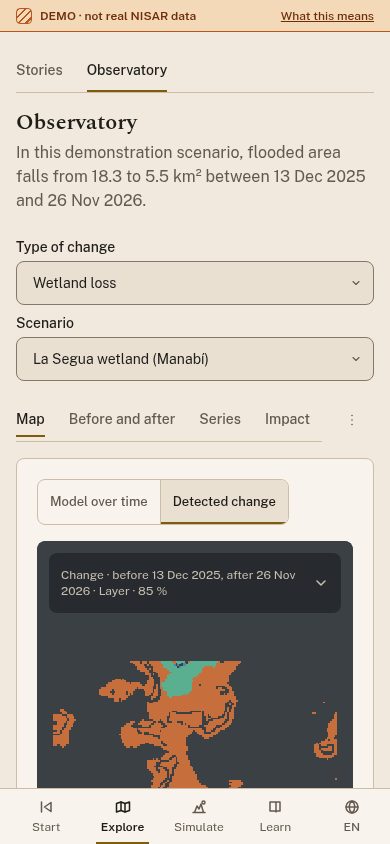 DEMO · not real NISAR data
What this means
Stories
Observatory
Observatory
In this demonstration scenario, flooded area
falls from 18.3 to 5.5 km² between 13 Dec 2025
and 26 Nov 2026.
Type of change
Wetland loss
Scenario
La Segua wetland (Manabí)
Map
Before and after
Series
Impact
Model over time
Detected change
Change · before 13 Dec 2025, after 26 Nov
2026 · Layer · 85 %
Start
Explore
Simulate
Learn
EN